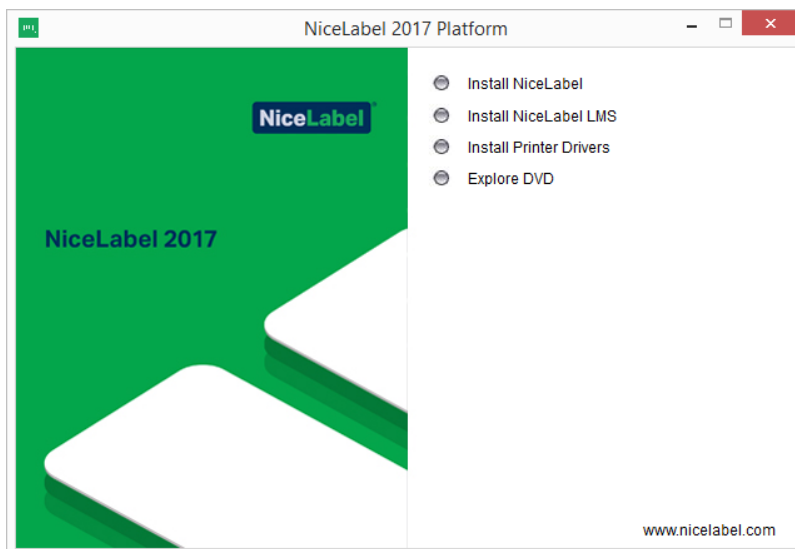 NiceLabel 2017 Platform
NiceLabel
NiceLabel 2017
Install NiceLabel
Install NiceLabel LMS
Install Printer Drivers
Explore DVD
www.nicelabel.com